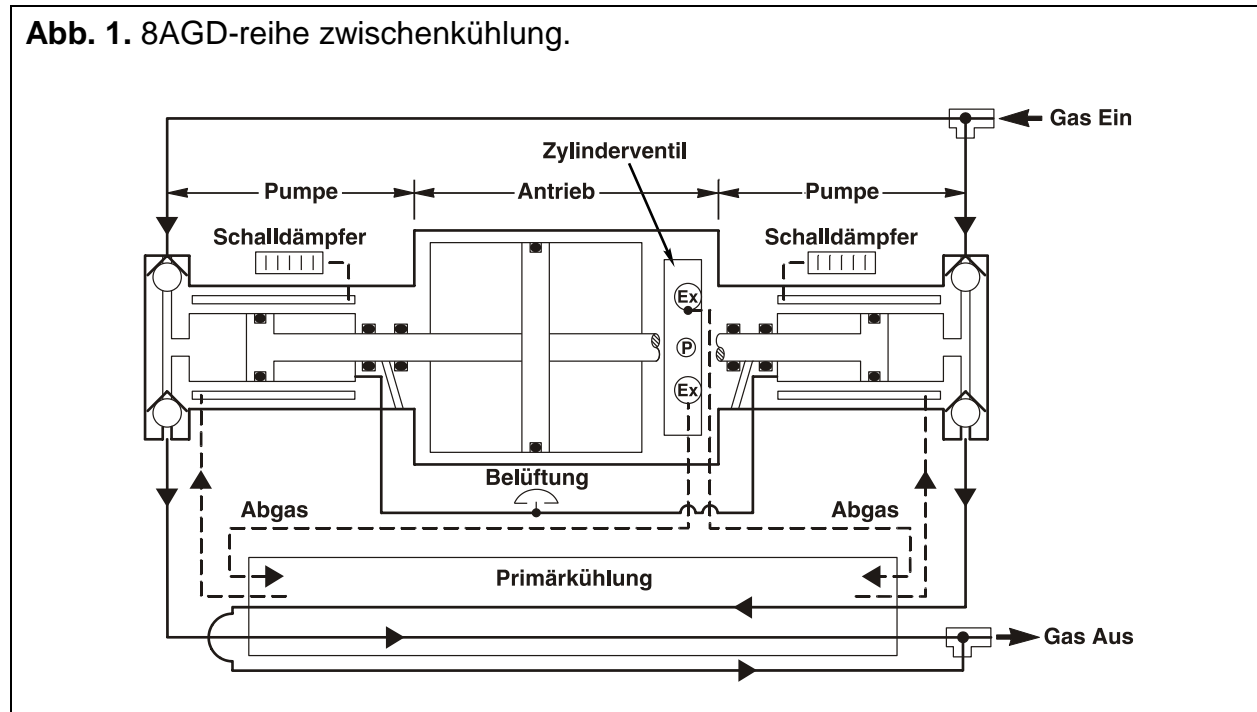 Abb. 1. 8AGD-reihe zwischenkühlung.
Gas Ein
Zylinderventil
Pumpe
Antrieb
Pumpe
Schalldämpfer
Schalldämpfer
Ex
P
Ex
Belüftung
Abgas
Abgas
Primärkühlung
Gas Aus